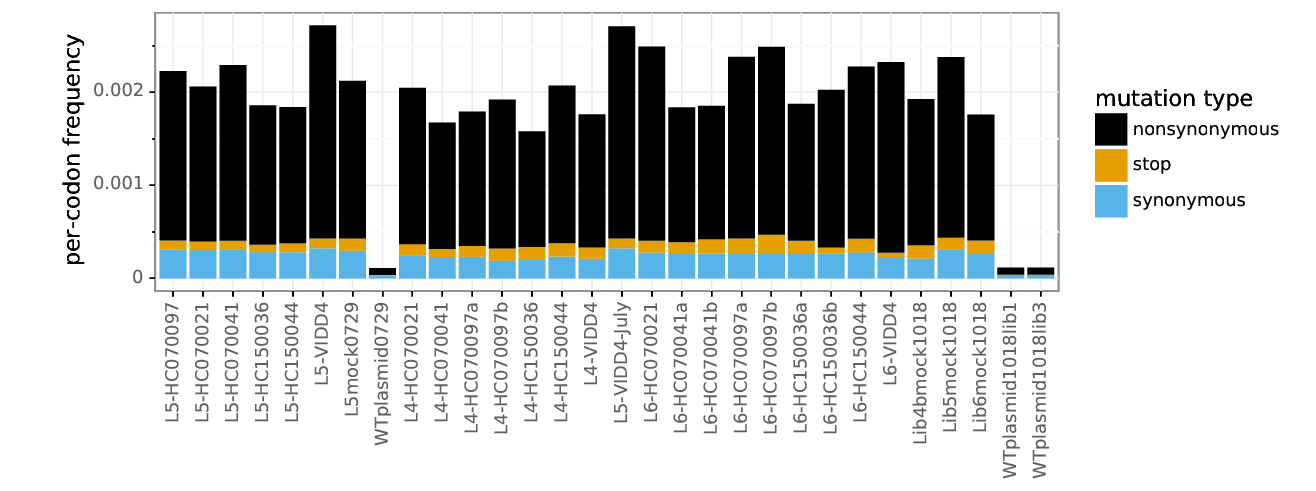 per-codon frequency
0.002
0.001
0
L5-HC070097
L5-HC070021
L5-HC070041
L5-HC150036
L5-HC150044
L5-VIDD4
L5mock0729
WTplasmid0729
L4-HC070021
L4-HC070041
L4-HC070097a
L4-HC070097b
L4-HC150036
L4-HC150044
L4-VIDD4
L5-VIDD4-July
L6-HC070021
L6-HC070041a
L6-HC070041b
L6-HC070097a
L6-HC070097b
L6-HC150036a
L6-HC150036b
L6-HC150044
L6-VIDD4
Lib4bmock1018
Lib5mock1018
Lib6mock1018
WTplasmid1018lib1
WTplasmid1018lib3
mutation type
nonsynonymous
stop
synonymous